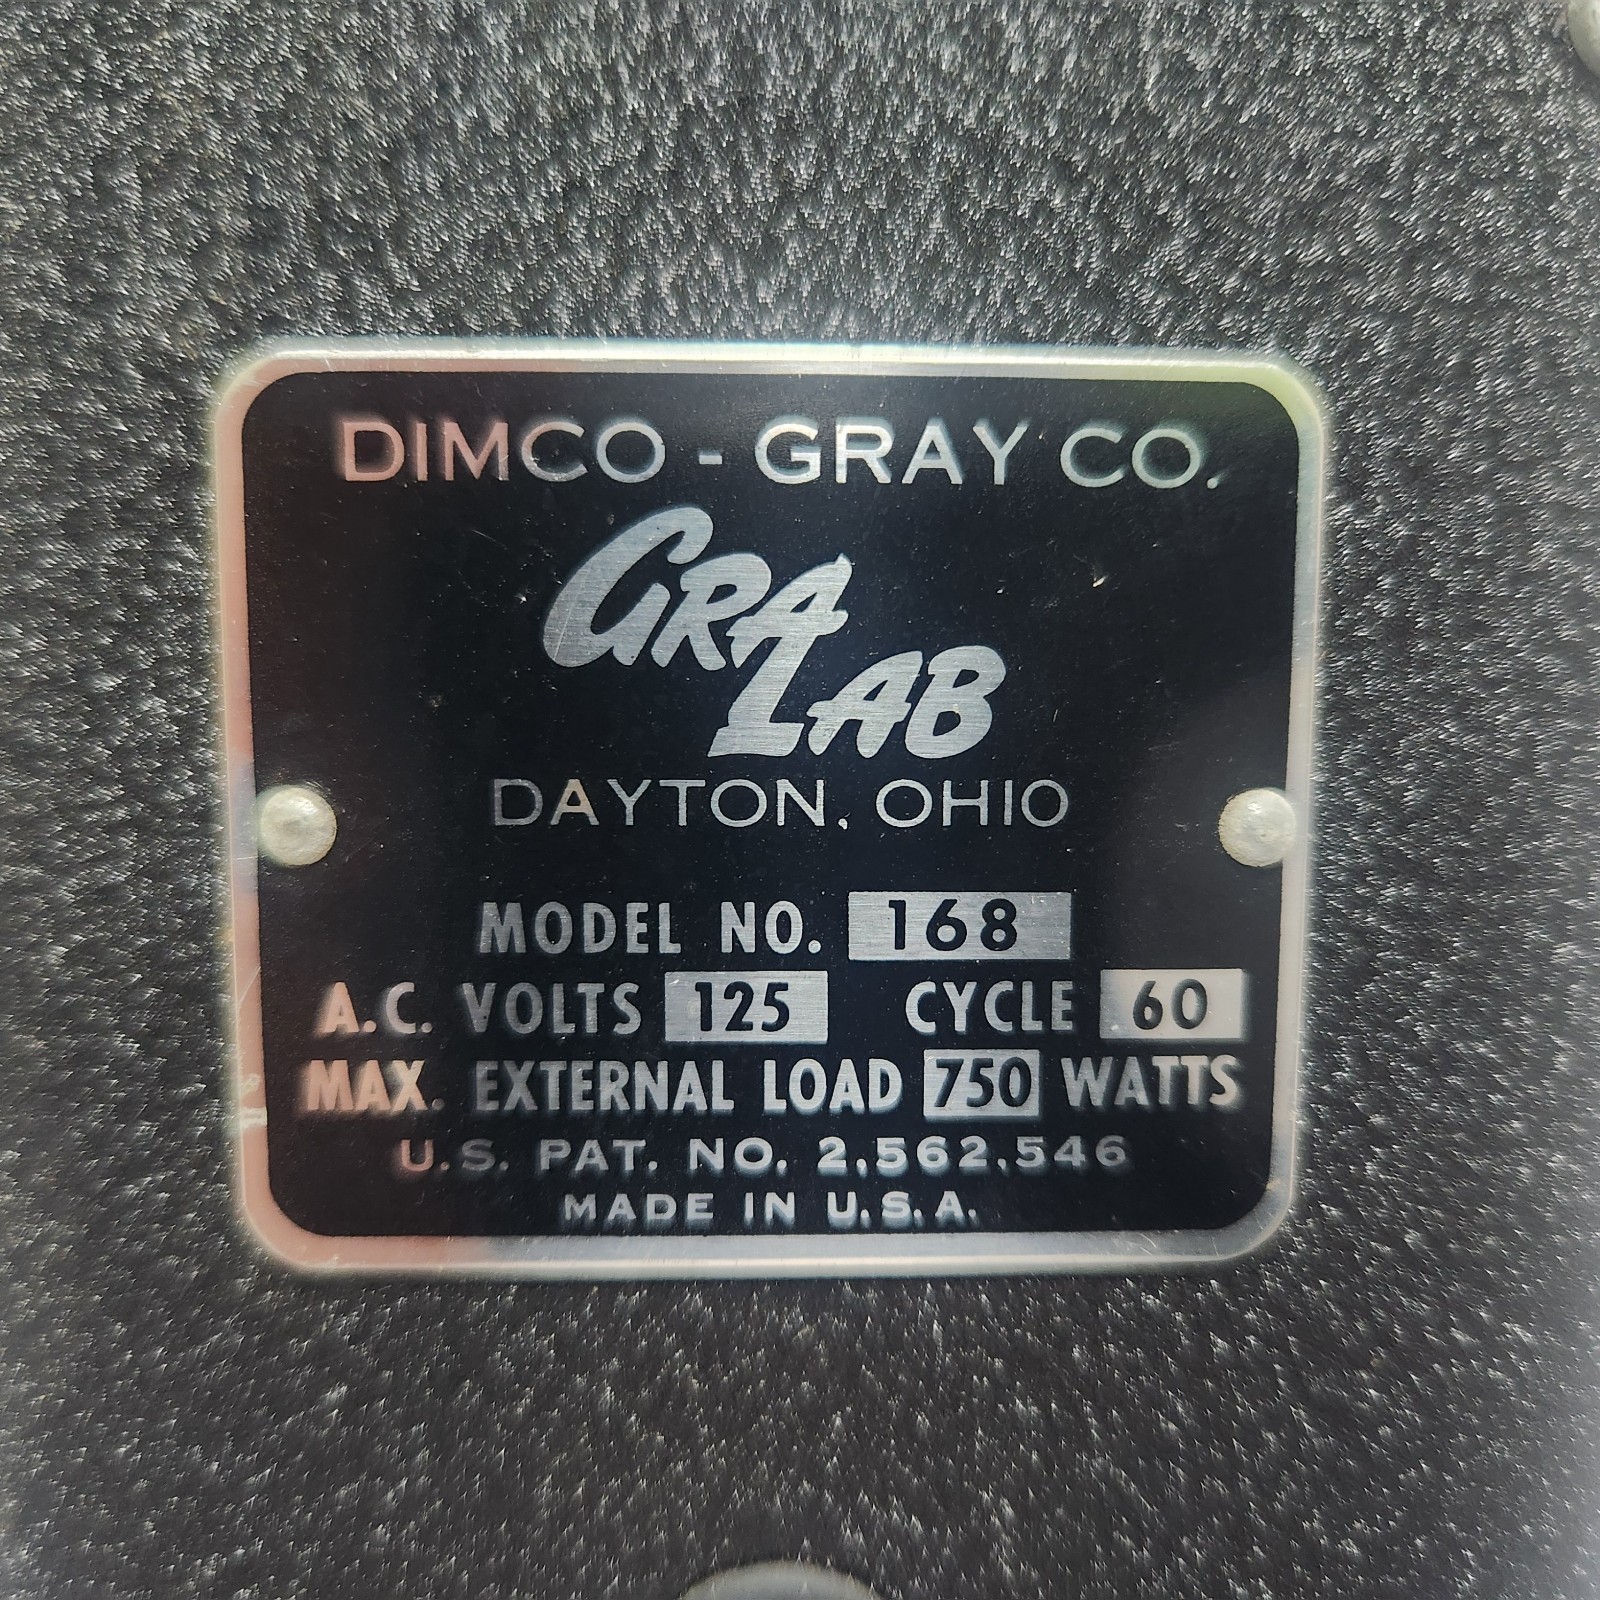 DIMCO - GRAY CO.
GRA
LAB
DAYTON, OHIO
MODEL NO. 168
A.C. VOLTS 125 CYCLE 60
MAX. EXTERNAL LOAD 750 WATTS
U.S. PAT. NO. 2,562,546
MADE IN U.S.A.